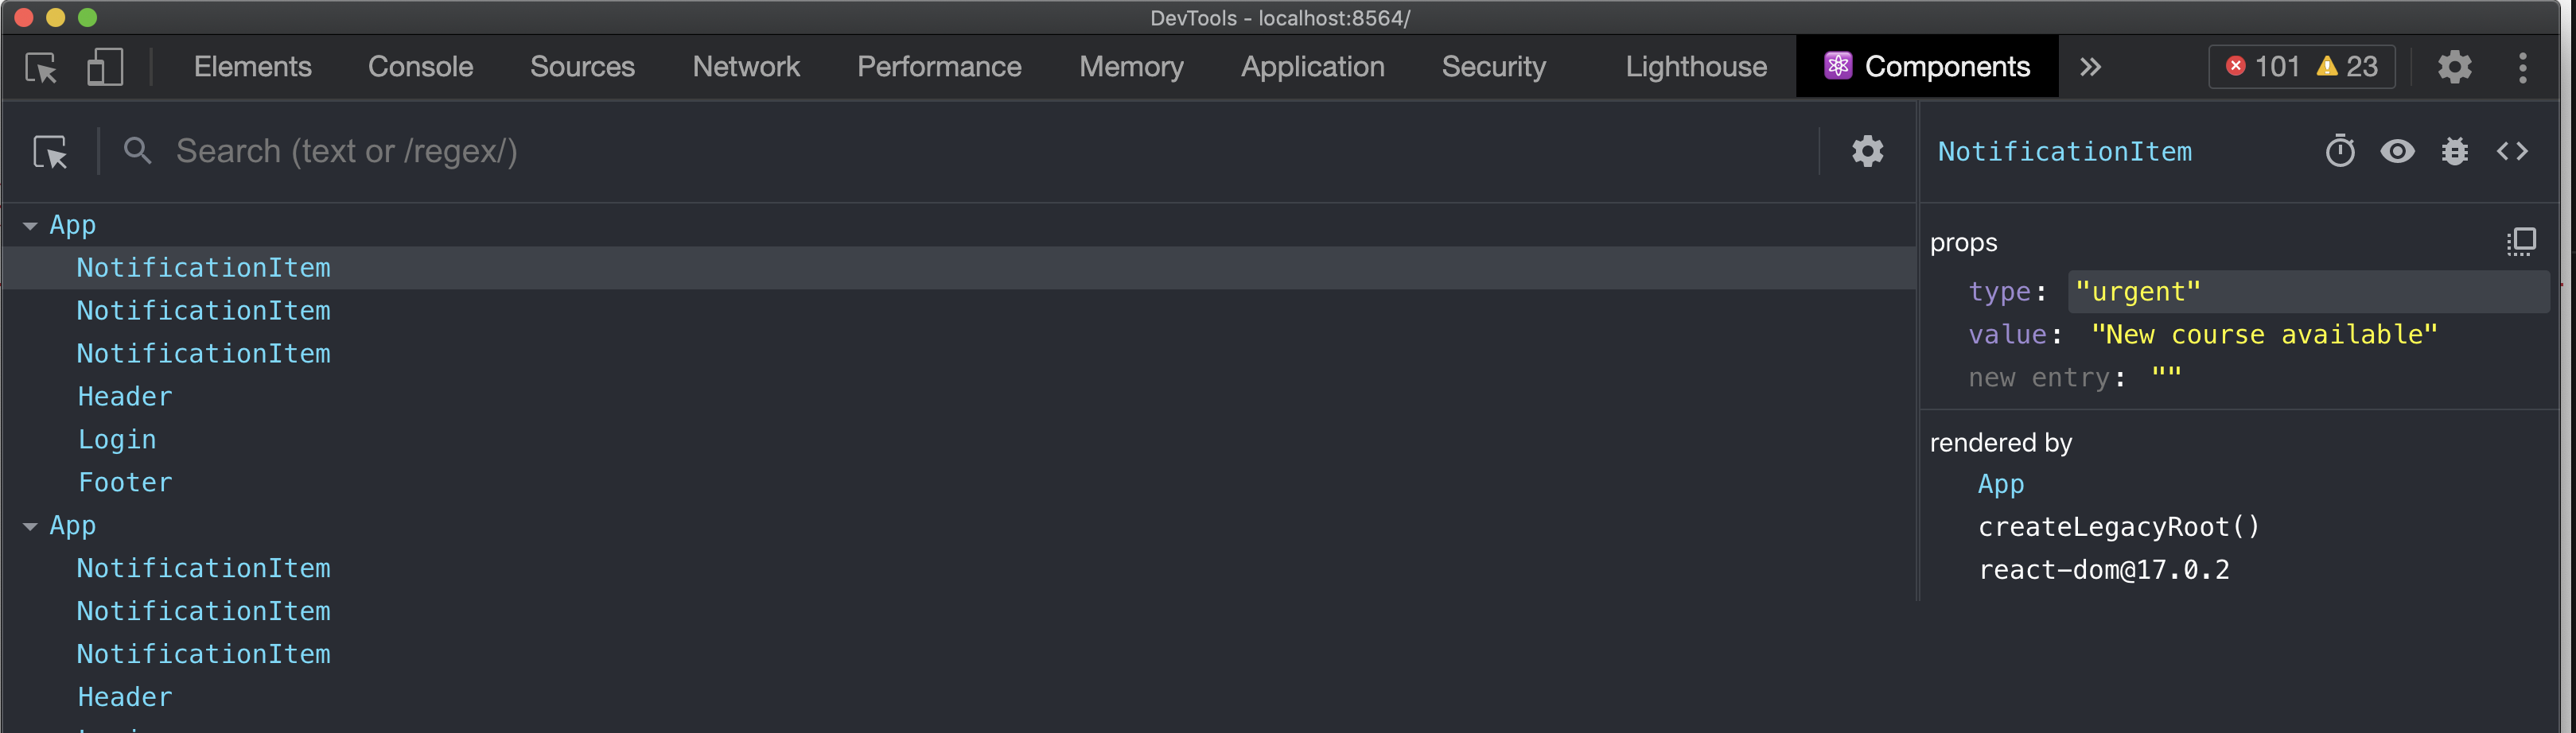 DevTools - localhost:8564/
Elements Console Sources Network Performance Memory Application Security Lighthouse Components 101 23
Search (text or /regex/)
App
NotificationItem
NotificationItem
NotificationItem
Header
Login
Footer
App
NotificationItem
NotificationItem
NotificationItem
Header
NotificationItem
props
type: "urgent"
value: "New course available"
new entry: ""
rendered by
App
createLegacyRoot()
react-dom@17.0.2